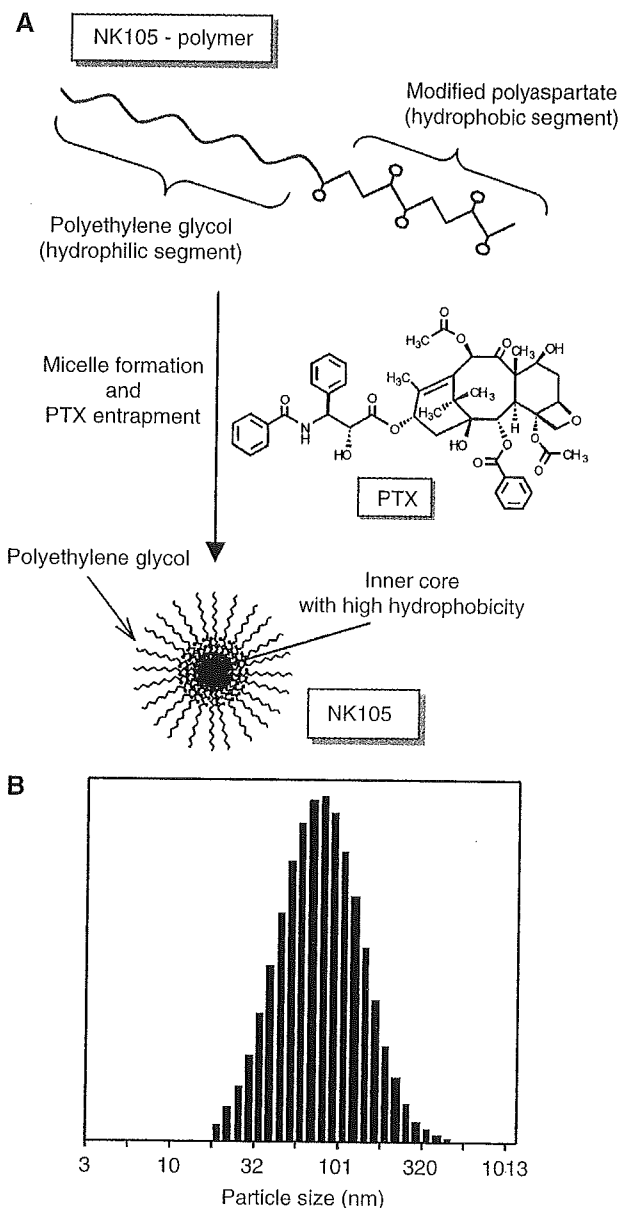 A
NK105 - polymer
Modified polyaspartate
(hydrophobic segment)
Polyethylene glycol
(hydrophilic segment)
Micelle formation
and
PTX entrapment
O
H₃C
O
O
CH₃
OH
H₃C
CH₃
H₃C
O
O
O
N
H
HO
HO
H
O
O
O
O
O
CH₃
PTX
Polyethylene glycol
Inner core
with high hydrophobicity
NK105
B
3 10 32 101 320 1013
Particle size (nm)